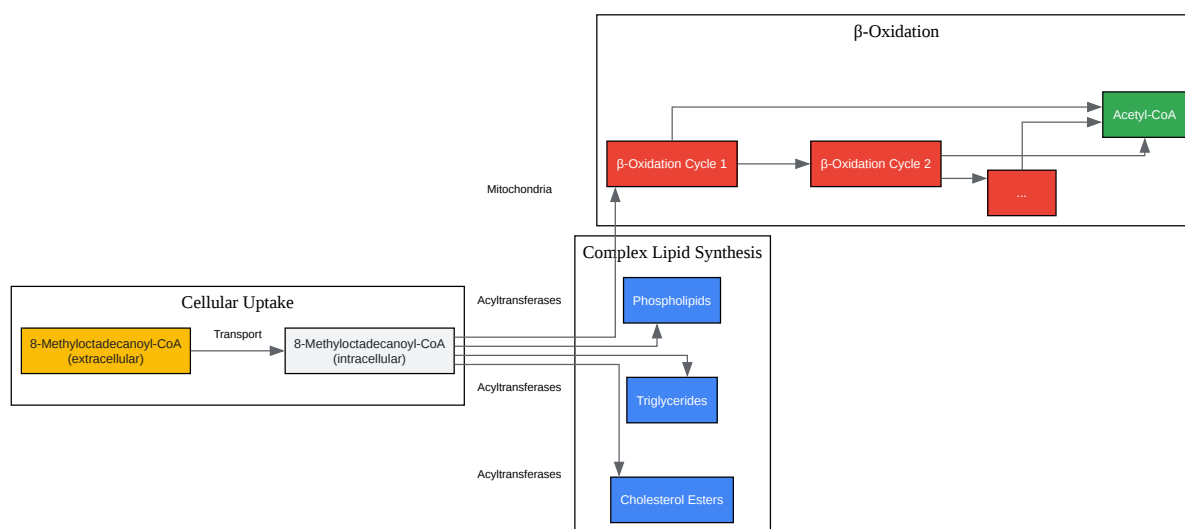 β-Oxidation
Acetyl-CoA
β-Oxidation Cycle 1
β-Oxidation Cycle 2
...
Mitochondria
Complex Lipid Synthesis
Cellular Uptake
Acyltransferases
Phospholipids
Transport
8-Methyloctadecanoyl-CoA
(extracellular)
8-Methyloctadecanoyl-CoA
(intracellular)
Acyltransferases
Triglycerides
Acyltransferases
Cholesterol Esters